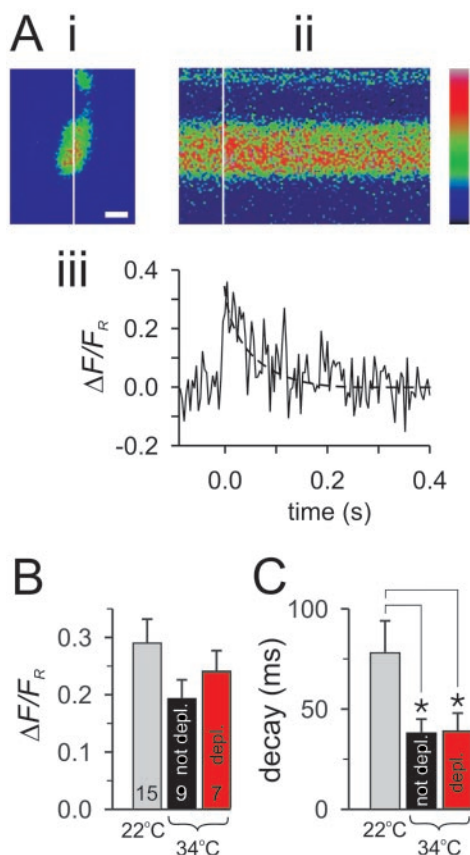 A i ii
iii
ΔF/F_R
0.4
0.2
0.0
-0.2
0.0 0.2 0.4
time (s)
B
ΔF/F_R
0.3
0.2
0.1
0.0
15
9 not depl.
7 depl.
22°C
34°C
C
decay (ms)
100
50
0
* *
not depl.
depl.
22°C
34°C